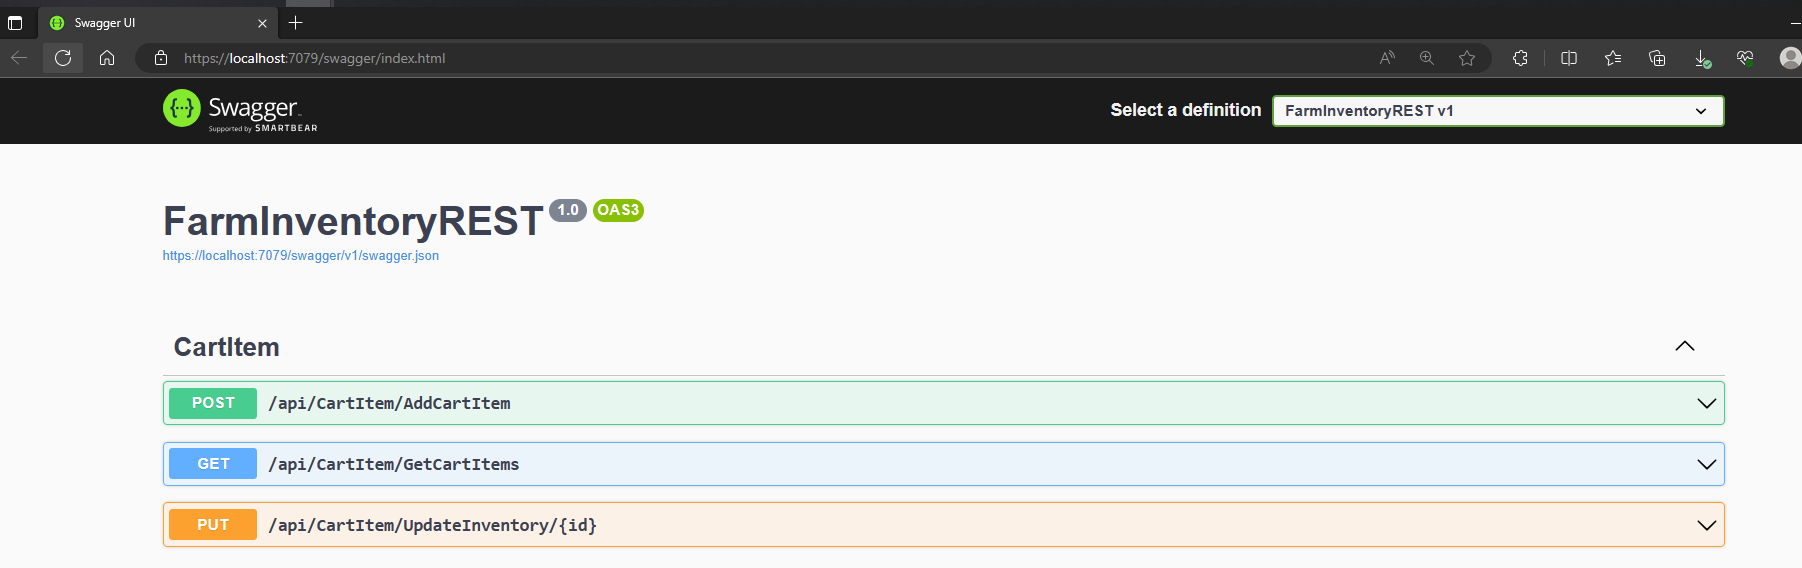 Swagger UI
https://localhost:7079/swagger/index.html
Swagger
Supported by SMARTBEAR
Select a definition
FarmInventoryREST v1
FarmInventoryREST 1.0 OAS3
https://localhost:7079/swagger/v1/swagger.json
CartItem
POST /api/CartItem/AddCartItem
GET /api/CartItem/GetCartItems
PUT /api/CartItem/UpdateInventory/{id}